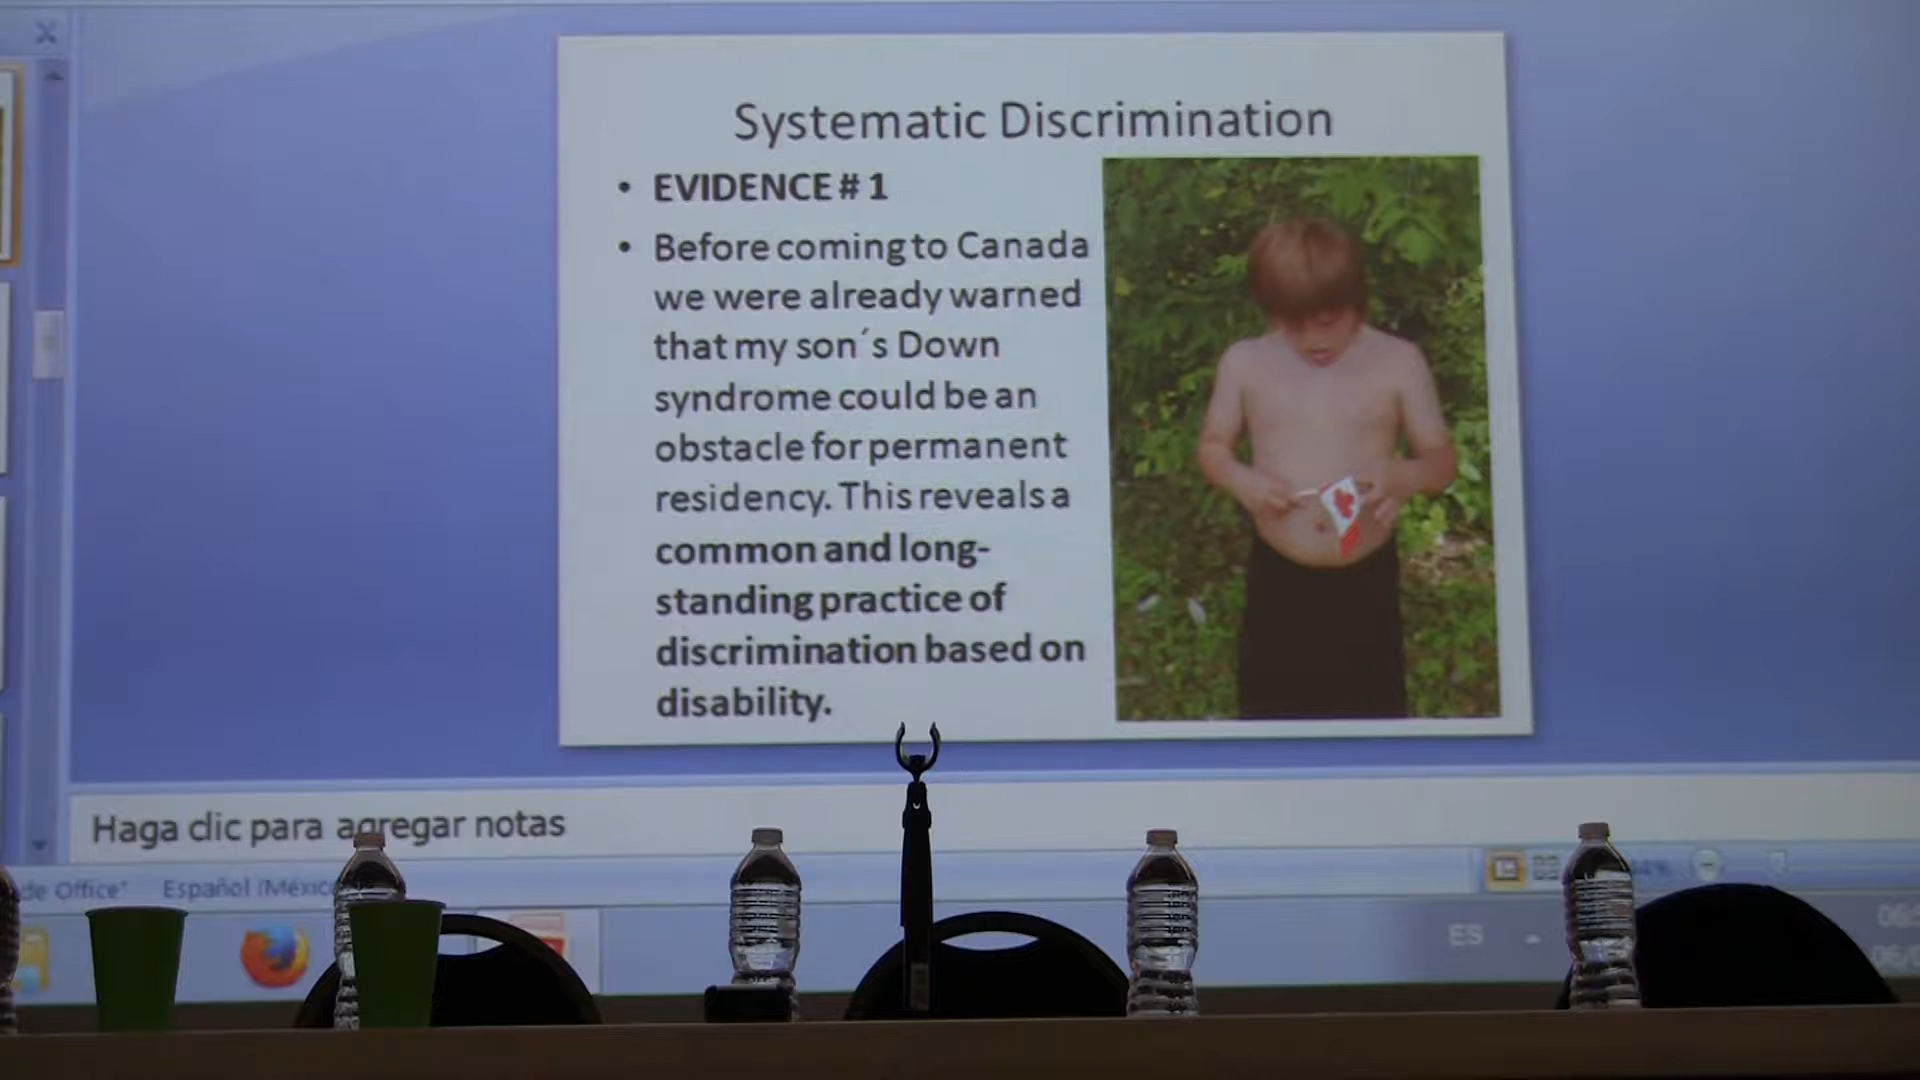 Systematic Discrimination
• EVIDENCE # 1
• Before coming to Canada
we were already warned
that my son´s Down
syndrome could be an
obstacle for permanent
residency. This reveals a
common and long-
standing practice of
discrimination based on
disability.
Haga clic para agregar notas
de Office"
Español (México
ES